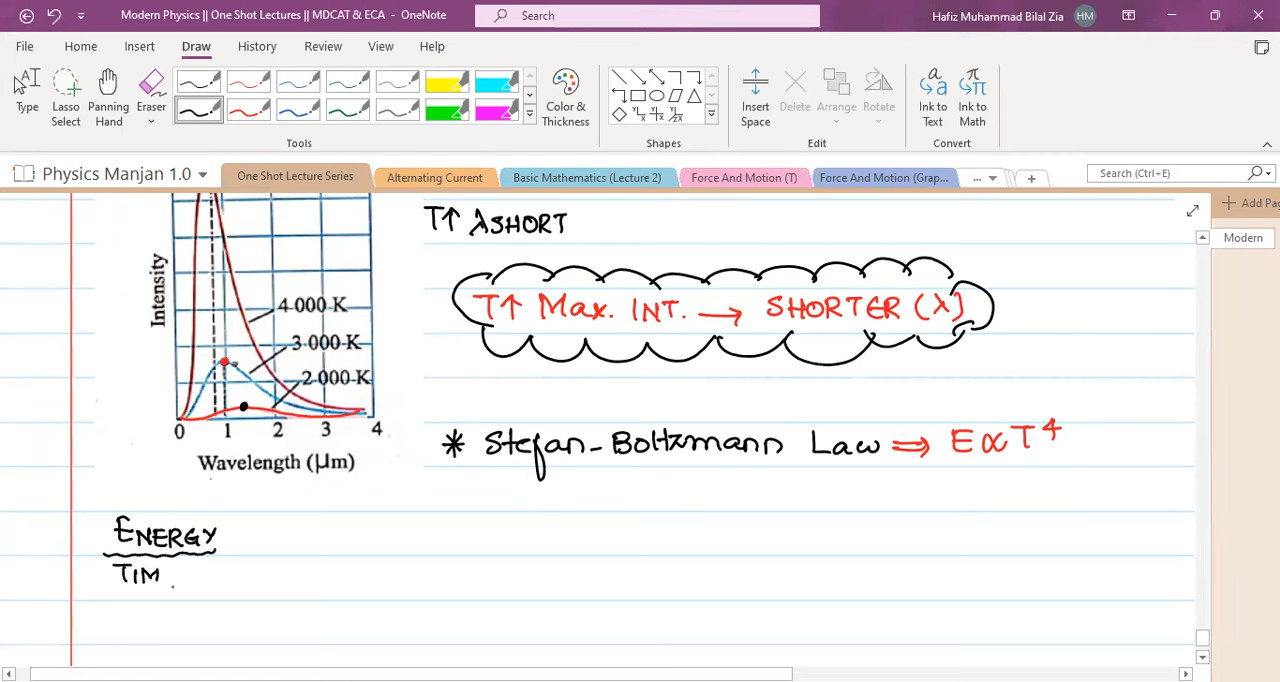 Modern Physics || One Shot Lectures || MDCAT & ECA - OneNote
Search
Hafiz Muhammad Bilal Zia HM
File Home Insert Draw View History Review View Help
Type Lasso Select Panning Hand Eraser
Color & Thickness
Insert Space Delete Arrange Rotate
Ink to Text Ink to Math
Tools Shapes Edit Convert
Physics Manjan 1.0
One Shot Lecture Series Alternating Current Basic Mathematics (Lecture 2) Force And Motion (T) Force And Motion (Grap... ...
Search (Ctrl+E)
Add Pag
Modern
T↑ λSHORT
T↑ Max. INT. → SHORTER (λ)
Intensity
4 000 K
3 000 K
2 000 K
0 1 2 3 4
Wavelength (μm)
* Stefan-Boltzmann Law ⇒ E∝T⁴
ENERGY
TIM